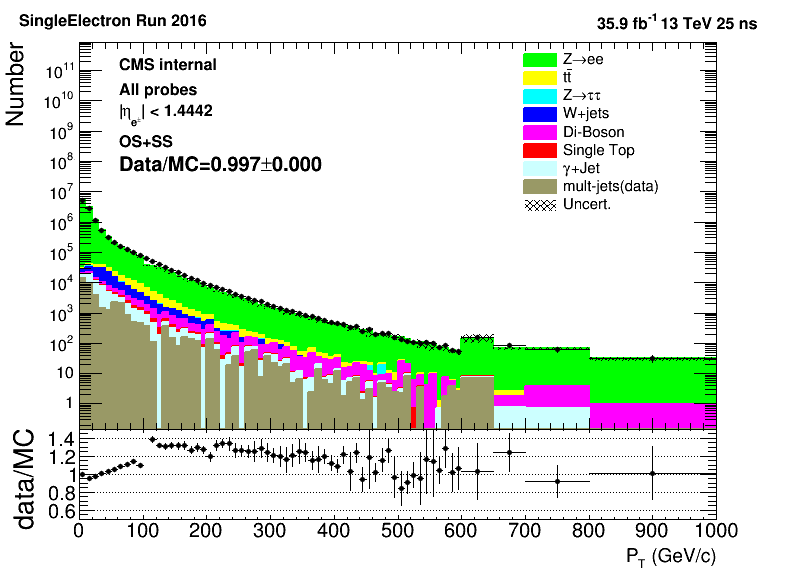 SingleElectron Run 2016
35.9 fb⁻¹ 13 TeV 25 ns
Number
CMS internal
All probes
|η_e±| < 1.4442
OS+SS
Data/MC=0.997±0.000
Z→ee
tt̄
Z→ττ
W+jets
Di-Boson
Single Top
γ+Jet
mult-jets(data)
Uncert.
10¹¹
10¹⁰
10⁹
10⁸
10⁷
10⁶
10⁵
10⁴
10³
10²
10
1
data/MC
1.4
1.2
1
0.8
0.6
0 100 200 300 400 500 600 700 800 900 1000
P_T (GeV/c)